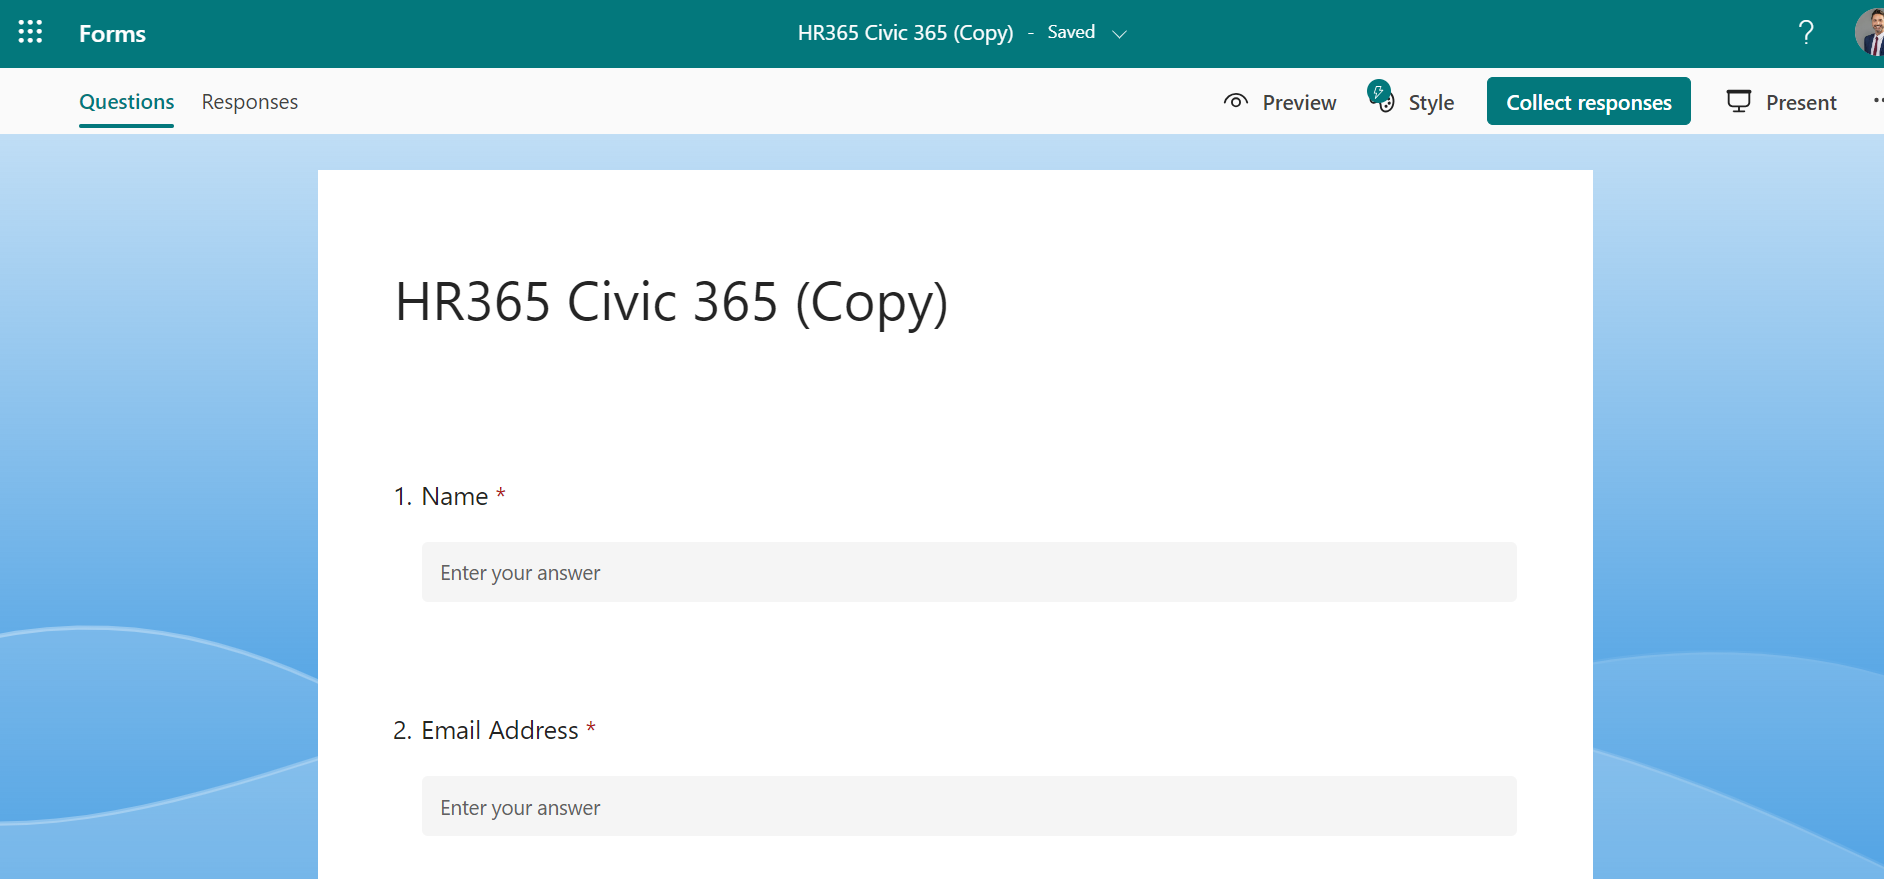 Forms
HR365 Civic 365 (Copy) - Saved
?
Questions Responses Preview Style Collect responses Present
HR365 Civic 365 (Copy)
1. Name *
Enter your answer
2. Email Address *
Enter your answer